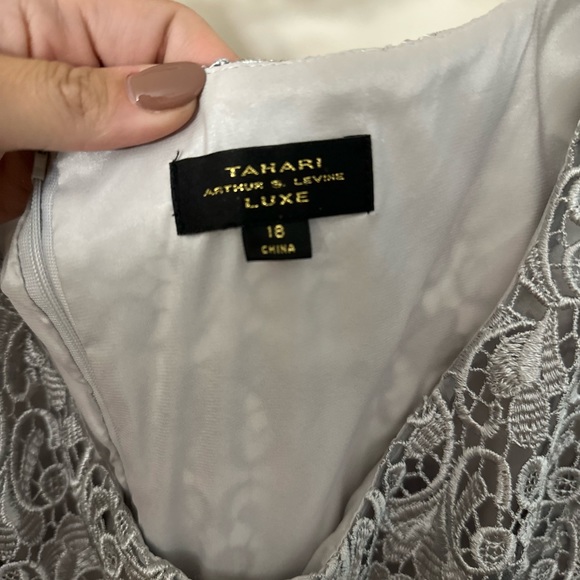 TAHARI
ARTHUR S. LEVINE
LUXE
18
CHINA